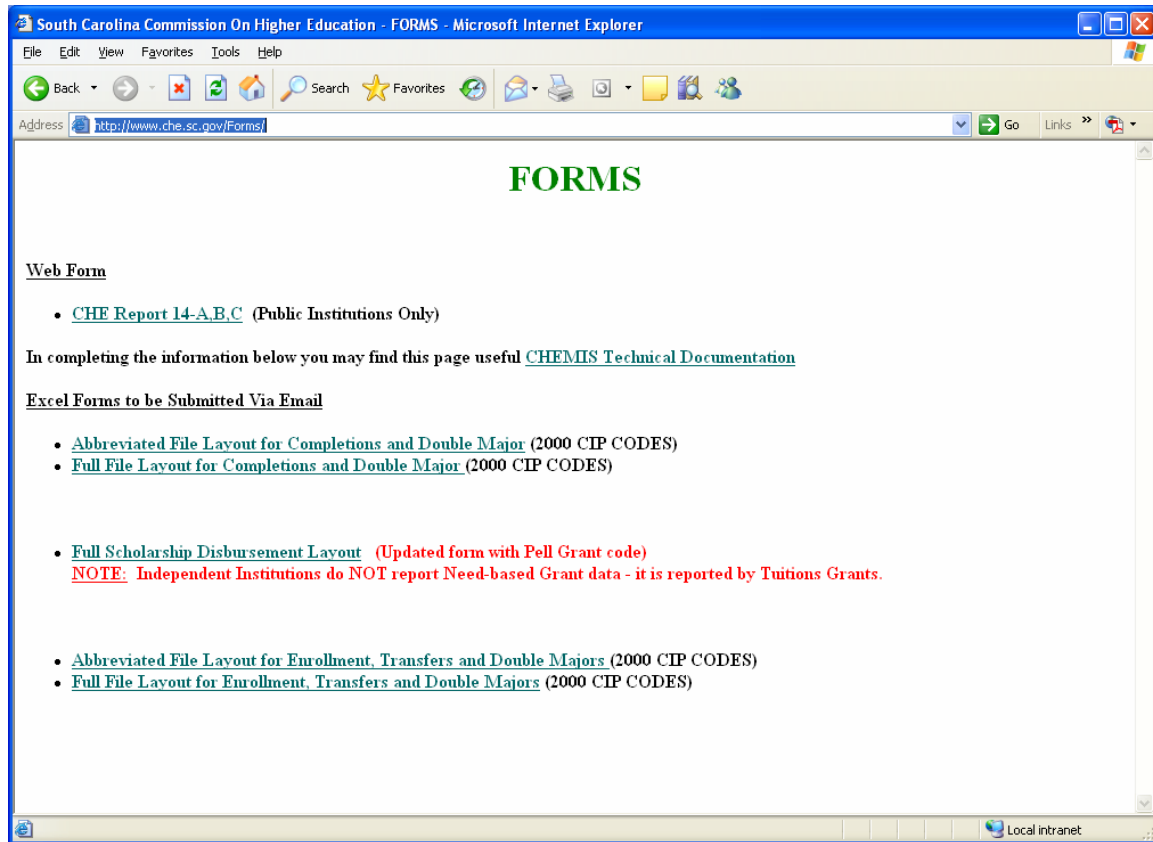 South Carolina Commission On Higher Education - FORMS - Microsoft Internet Explorer
File Edit View Favorites Tools Help
Back Search Favorites
Address http://www.che.sc.gov/Forms/ Go Links »
FORMS
Web Form
• CHE Report 14-A,B,C (Public Institutions Only)
In completing the information below you may find this page useful CHEMIS Technical Documentation
Excel Forms to be Submitted Via Email
• Abbreviated File Layout for Completions and Double Major (2000 CIP CODES)
• Full File Layout for Completions and Double Major (2000 CIP CODES)
• Full Scholarship Disbursement Layout (Updated form with Pell Grant code)
NOTE: Independent Institutions do NOT report Need-based Grant data - it is reported by Tuitions Grants.
• Abbreviated File Layout for Enrollment, Transfers and Double Majors (2000 CIP CODES)
• Full File Layout for Enrollment, Transfers and Double Majors (2000 CIP CODES)
Local intranet